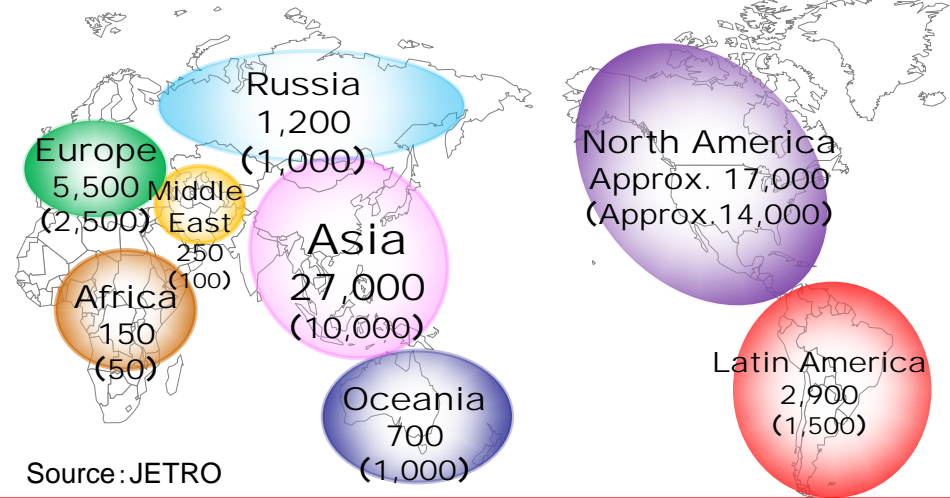 Russia
1,200
(1,000)
Europe
5,500
(2,500)
Middle
East
250
(100)
Africa
150
(50)
Asia
27,000
(10,000)
Oceania
700
(1,000)
North America
Approx. 17,000
(Approx.14,000)
Latin America
2,900
(1,500)
Source:JETRO